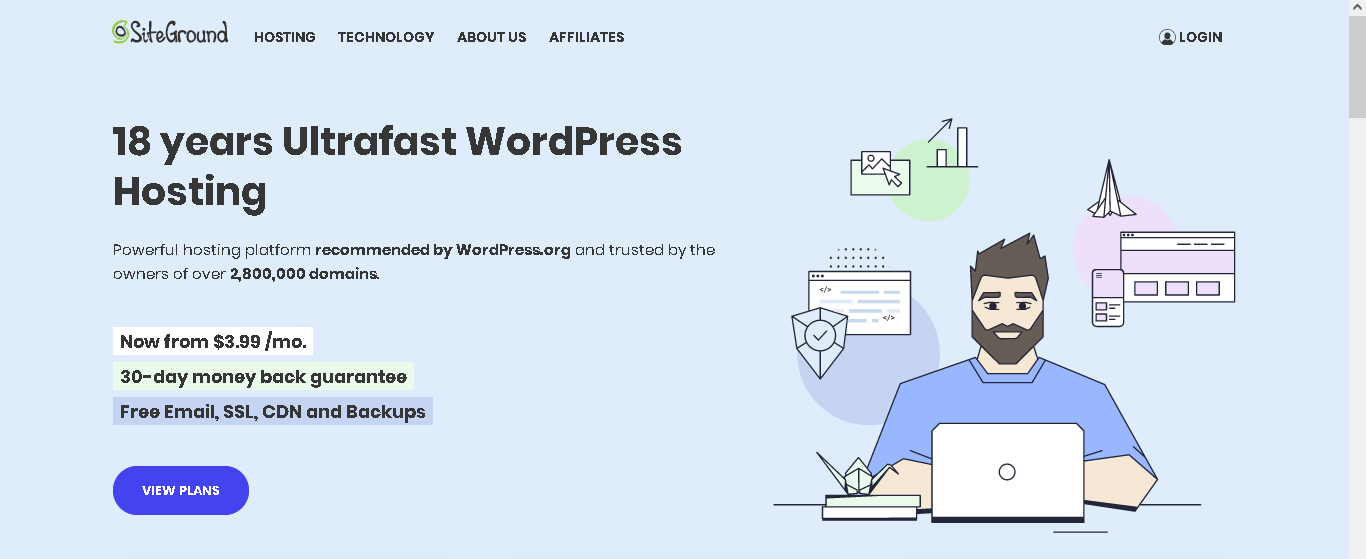 SiteGround HOSTING TECHNOLOGY ABOUT US AFFILIATES LOGIN
18 years Ultrafast WordPress
Hosting
Powerful hosting platform recommended by WordPress.org and trusted by the
owners of over 2,800,000 domains.
Now from $3.99 /mo.
30-day money back guarantee
Free Email, SSL, CDN and Backups
VIEW PLANS
</>
</>